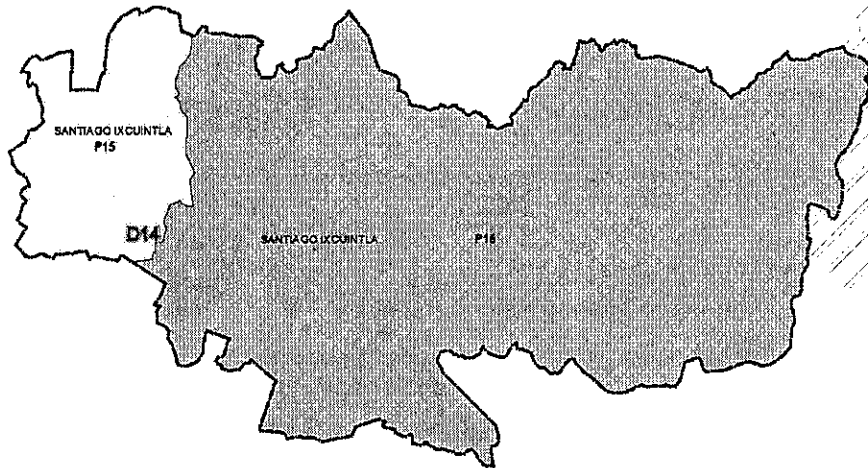 SANTIAGO IXCUINTLA
P15
D14
SANTIAGO IXCUINTLA
P16